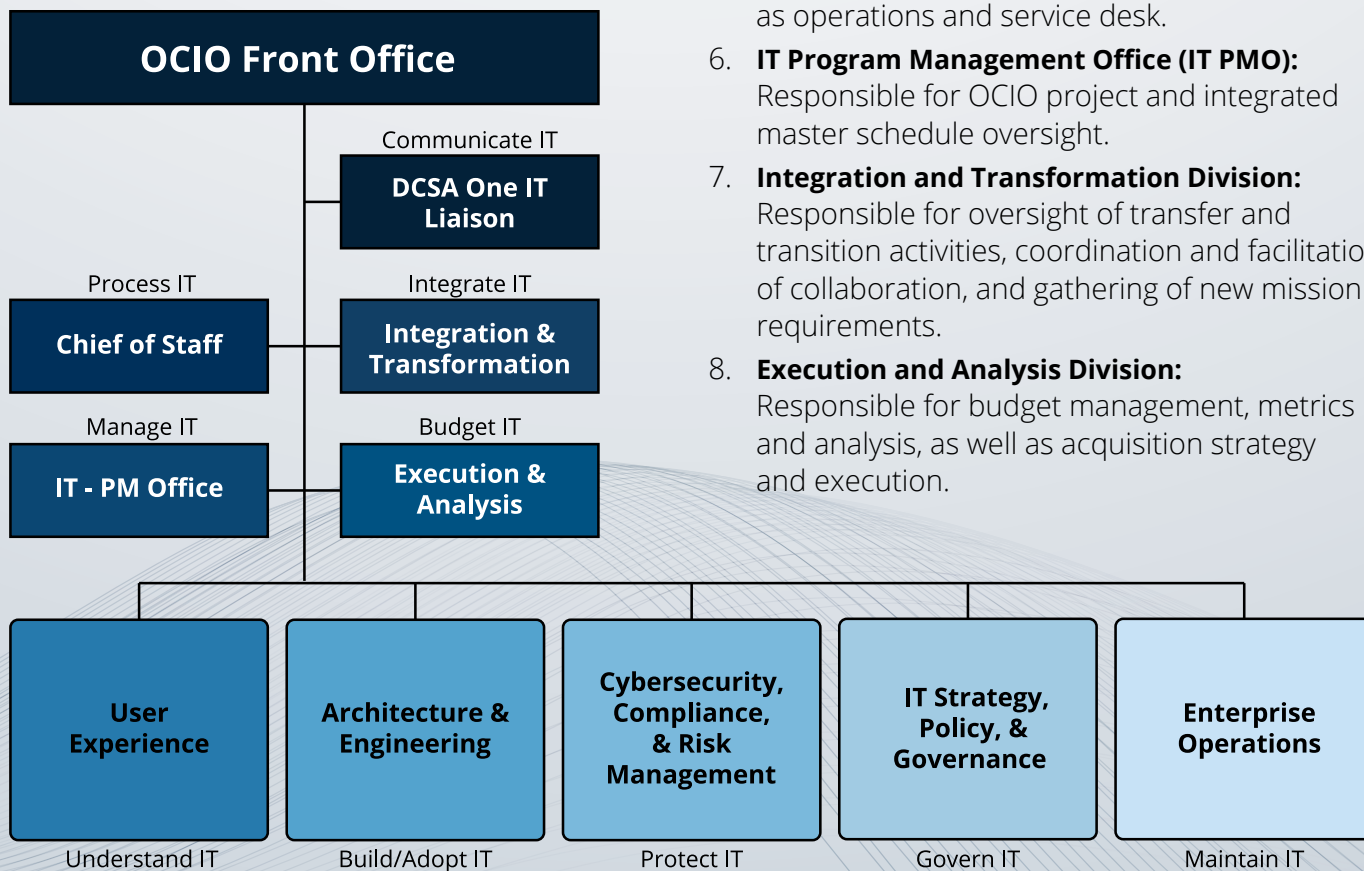 OCIO Front Office
Communicate IT
DCSA One IT
Liaison
Process IT
Chief of Staff
Integrate IT
Integration &
Transformation
Manage IT
IT - PM Office
Budget IT
Execution &
Analysis
User
Experience
Understand IT
Architecture &
Engineering
Build/Adopt IT
Cybersecurity,
Compliance,
& Risk
Management
Protect IT
IT Strategy,
Policy, &
Governance
Govern IT
Enterprise
Operations
Maintain IT
as operations and service desk.
6. IT Program Management Office (IT PMO):
Responsible for OCIO project and integrated
master schedule oversight.
7. Integration and Transformation Division:
Responsible for oversight of transfer and
transition activities, coordination and facilitatio
of collaboration, and gathering of new mission
requirements.
8. Execution and Analysis Division:
Responsible for budget management, metrics
and analysis, as well as acquisition strategy
and execution.